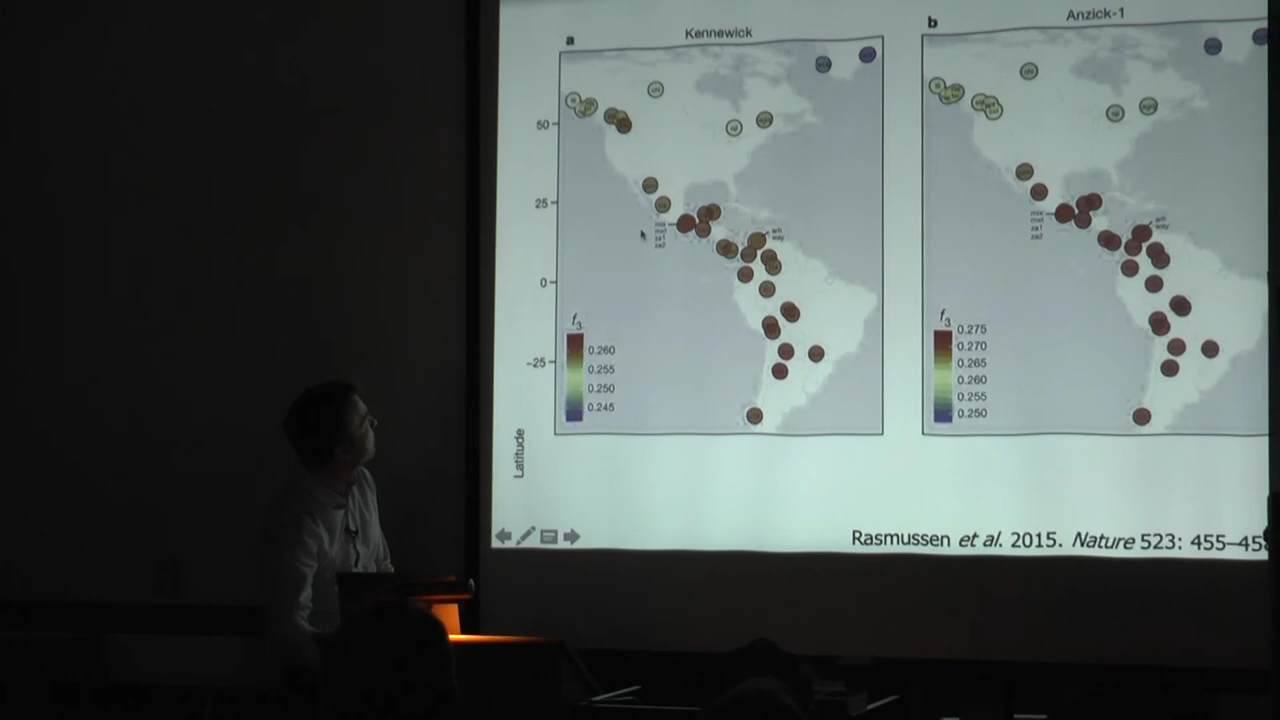 a
Kennewick
50
25
0
-25
f3
0.260
0.255
0.250
0.245
Latitude
b
Anzick-1
f3
0.275
0.270
0.265
0.260
0.255
0.250
Rasmussen et al. 2015. Nature 523: 455–45